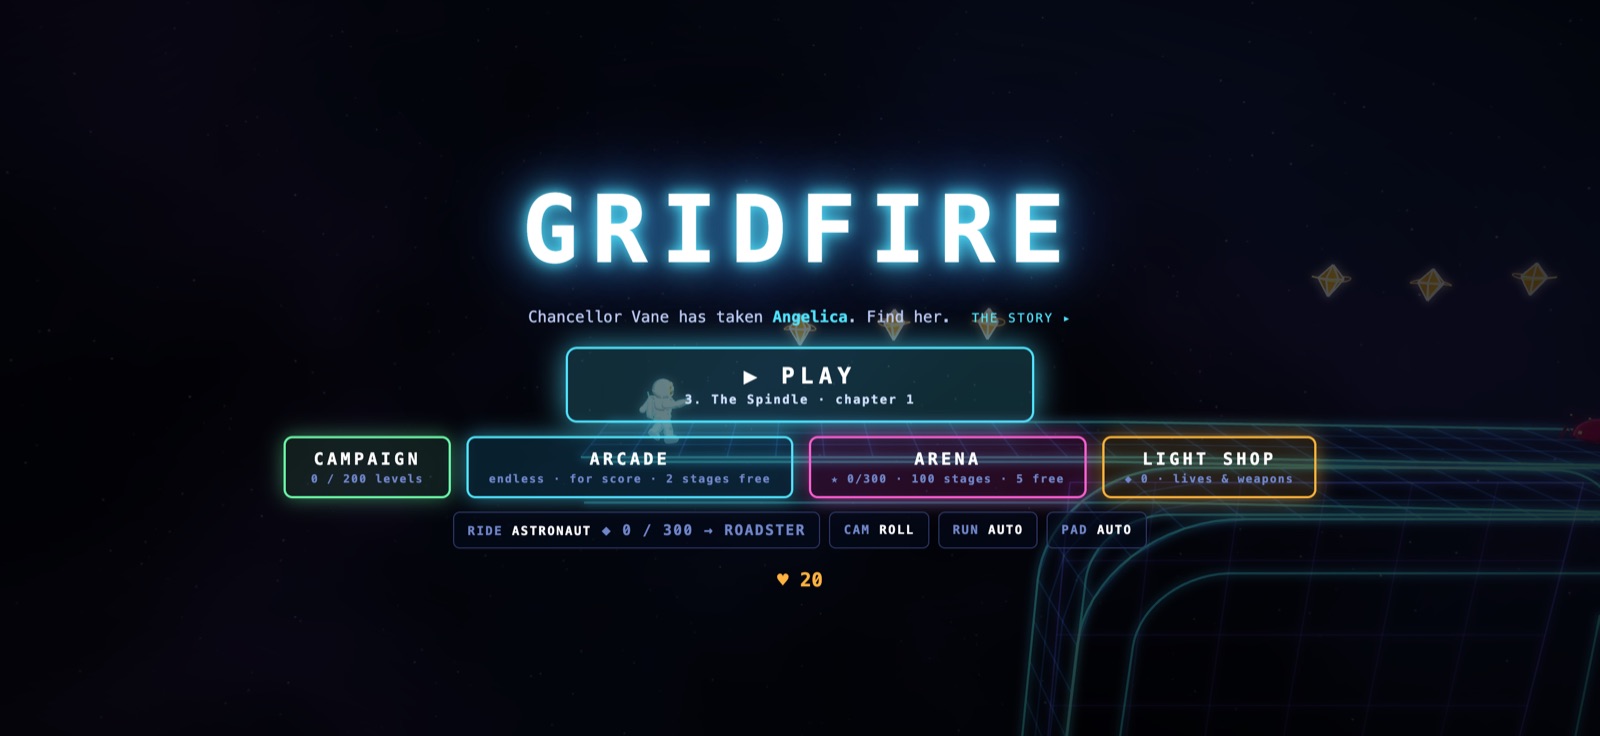 GRIDFIRE
Chancellor Vane has taken Angelica. Find her. THE STORY ▸
▶ PLAY
3. The Spindle · chapter 1
CAMPAIGN
0 / 200 levels
ARCADE
endless · for score · 2 stages free
ARENA
★ 0/300 · 100 stages · 5 free
LIGHT SHOP
◆ 0 · lives & weapons
RIDE ASTRONAUT ◆ 0 / 300 → ROADSTER
CAM ROLL
RUN AUTO
PAD AUTO
♥ 20